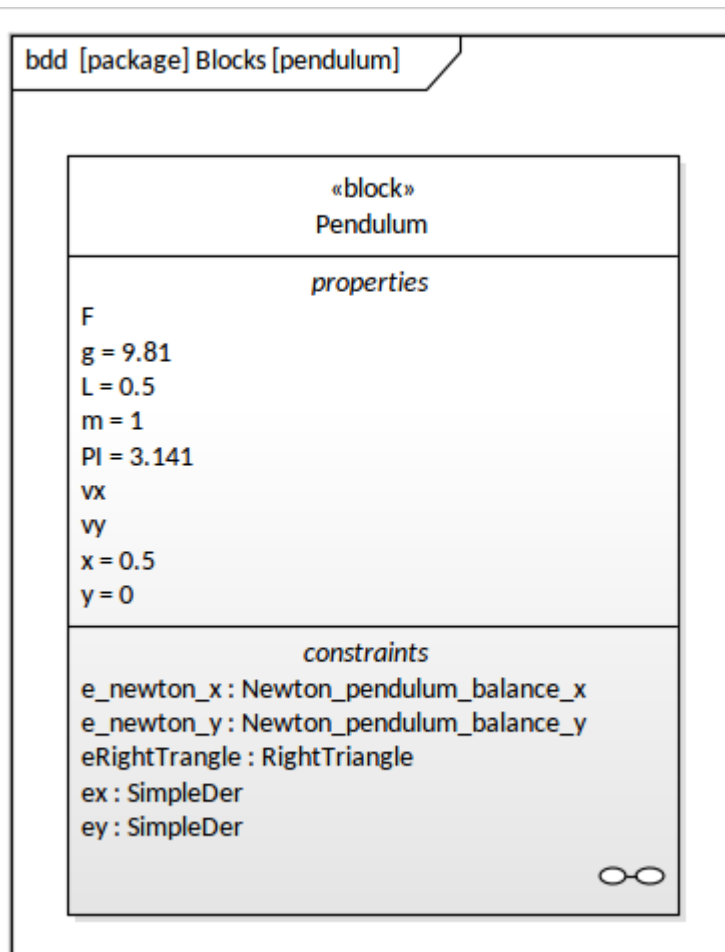 bdd [package] Blocks [pendulum]
«block»
Pendulum
properties
F
g = 9.81
L = 0.5
m = 1
PI = 3.141
vx
vy
x = 0.5
y = 0
constraints
e_newton_x : Newton_pendulum_balance_x
e_newton_y : Newton_pendulum_balance_y
eRightTrangle : RightTriangle
ex : SimpleDer
ey : SimpleDer